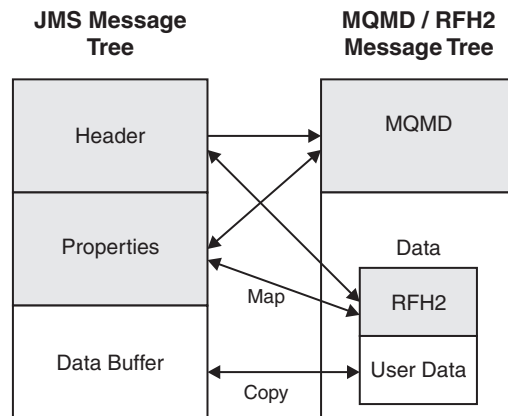 JMS Message
Tree
MQMD / RFH2
Message Tree
Header
MQMD
Properties
Data
Map
RFH2
Data Buffer
User Data
Copy